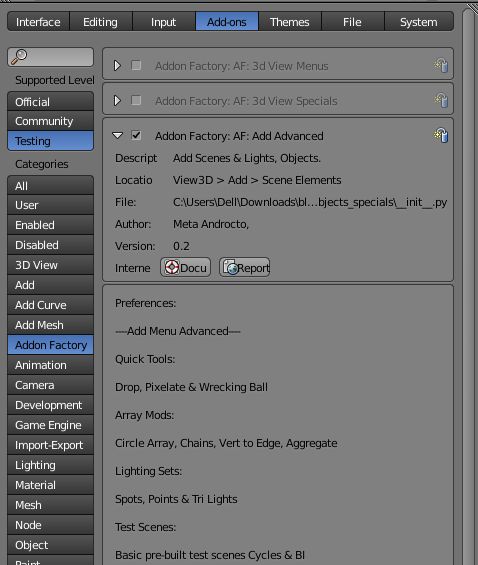 Interface Editing Input Add-ons Themes File System
Supported Level
Official
Community
Testing
Categories
All
User
Enabled
Disabled
3D View
Add
Add Curve
Add Mesh
Addon Factory
Animation
Camera
Development
Game Engine
Import-Export
Lighting
Material
Mesh
Node
Object
Paint
Addon Factory: AF: 3d View Menus
Addon Factory: AF: 3d View Specials
Addon Factory: AF: Add Advanced
Descript Add Scenes & Lights, Objects.
Locatio View3D > Add > Scene Elements
File: C:\Users\Dell\Downloads\bl...bjects_specials\__init__.py
Author: Meta Androcto,
Version: 0.2
Interne Docu Report
Preferences:
----Add Menu Advanced----
Quick Tools:
Drop, Pixelate & Wrecking Ball
Array Mods:
Circle Array, Chains, Vert to Edge, Aggregate
Lighting Sets:
Spots, Points & Tri Lights
Test Scenes:
Basic pre-built test scenes Cycles & BI